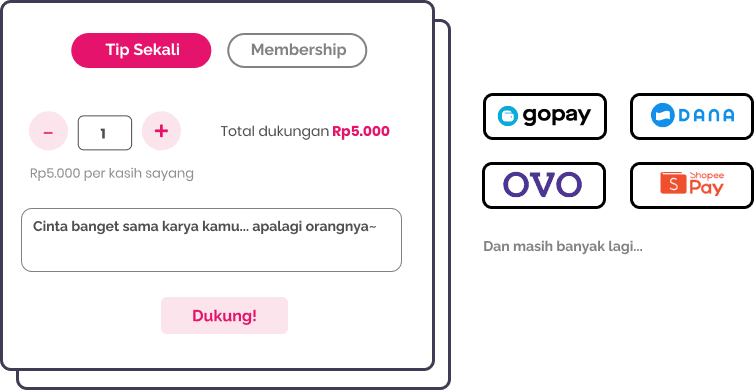 Tip Sekali
Membership
-
1
+
Total dukungan Rp5.000
Rp5.000 per kasih sayang
Cinta banget sama karya kamu... apalagi orangnya~
Dukung!
gopay
DANA
OVO
S
Shopee
Pay
Dan masih banyak lagi...